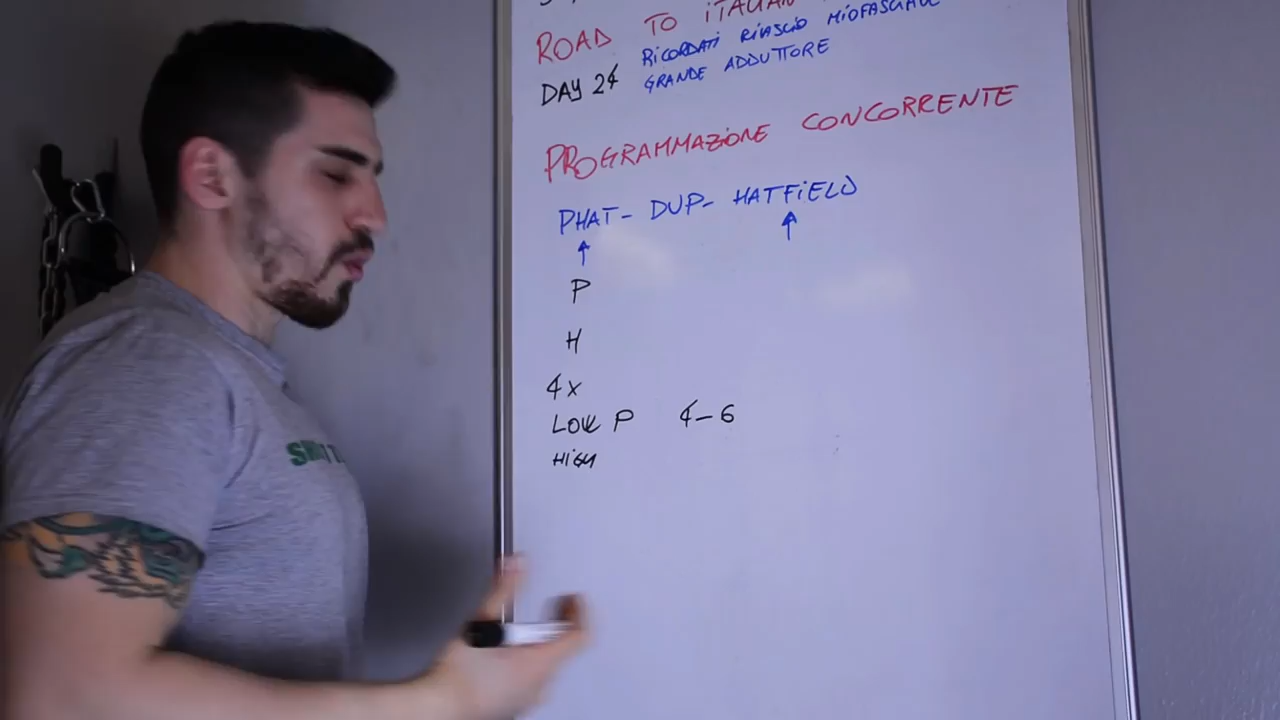 ROAD TO ITALIAN
RICORDATI RILASCIO MIOFASCIALE
DAY 24 GRANDE ADDUTTORE
PROGRAMMAZIONE CONCORRENTE
PHAT- DUP- HATFIELD
P
H
4x
LOW P 4-6
HIGH